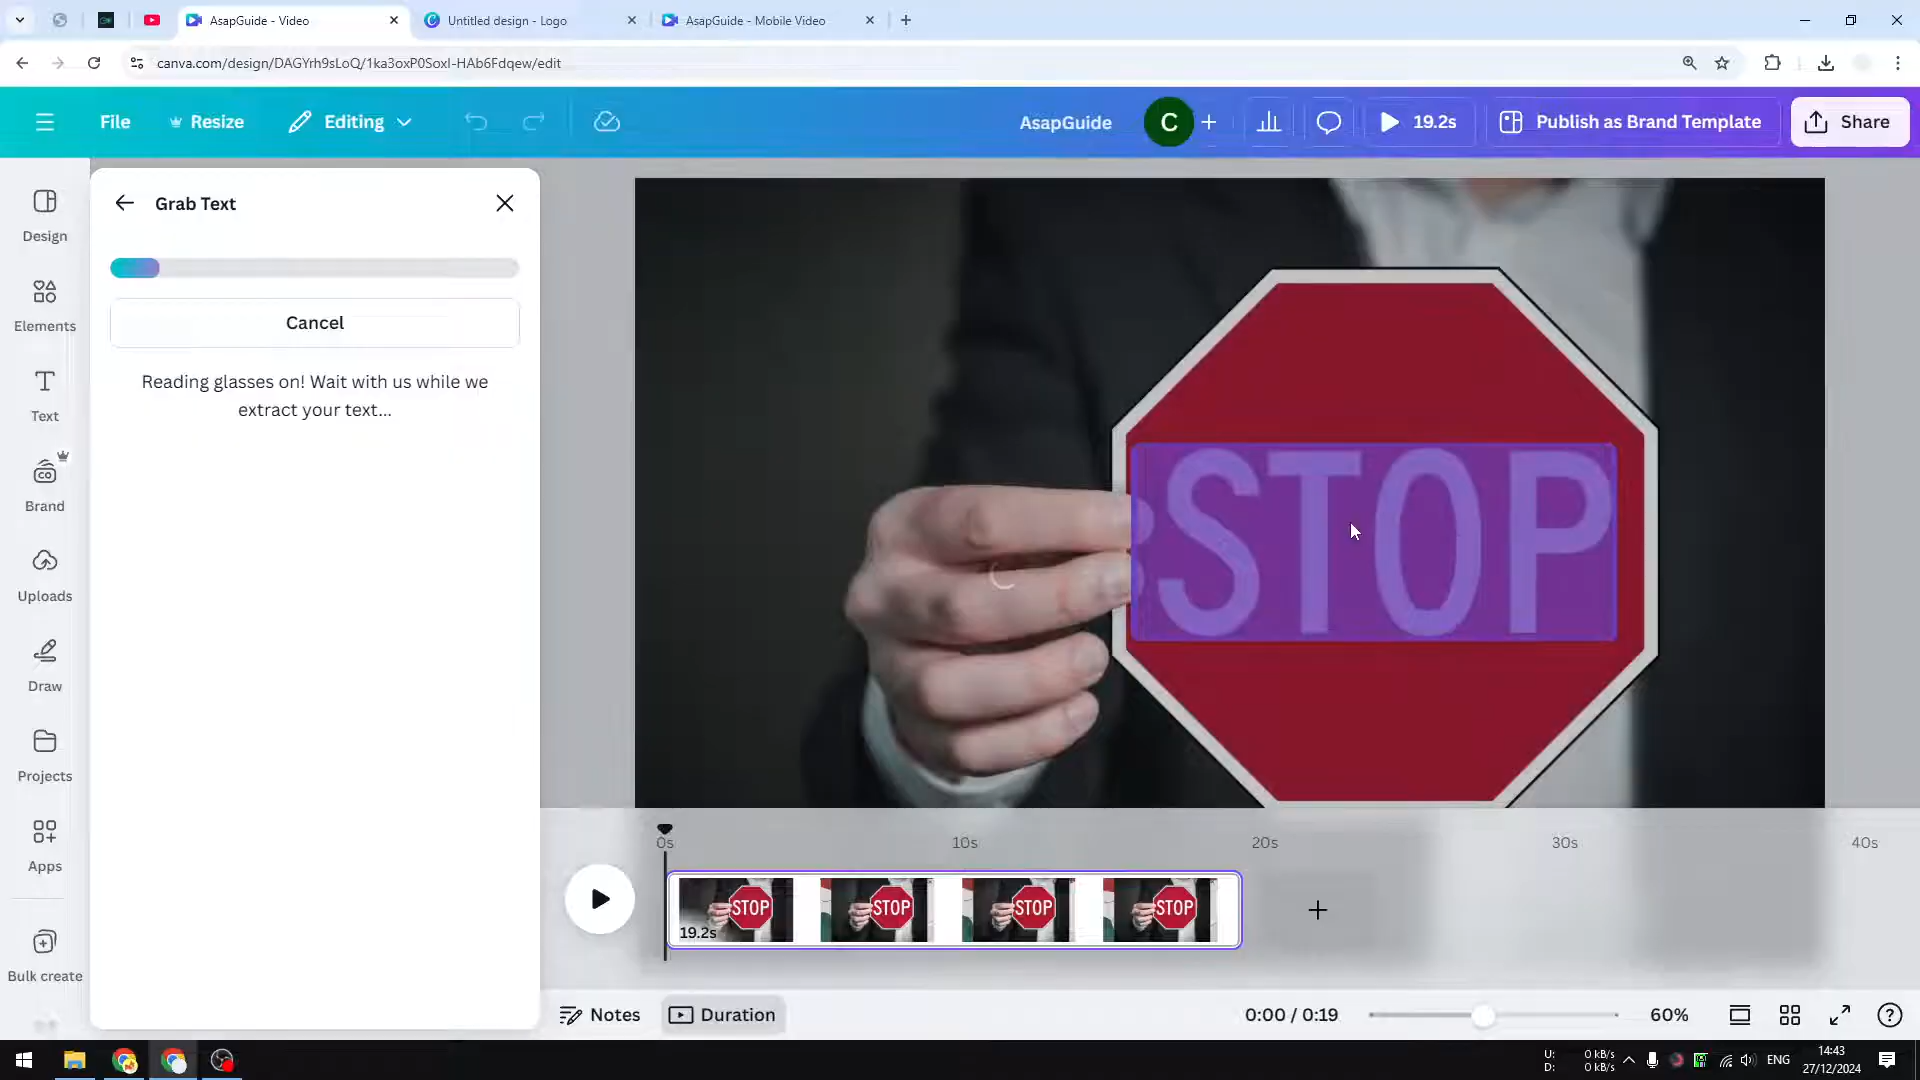 AsapGuide - Video
Untitled design - Logo
AsapGuide - Mobile Video
canva.com/design/DAGYrh9sLoQ/1ka3oxP0SoxI-HAb6Fdqew/edit
File
Resize
Editing
AsapGuide
C
19.2s
Publish as Brand Template
Share
Design
Elements
Text
Brand
Uploads
Draw
Projects
Apps
Bulk create
Grab Text
Cancel
Reading glasses on! Wait with us while we
extract your text...
STOP
0s
10s
20s
30s
40s
STOP
STOP
STOP
STOP
19.2s
Notes
Duration
0:00 / 0:19
60%
U: 0 kB/s
D: 0 kB/s
ENG
14:43
27/12/2024